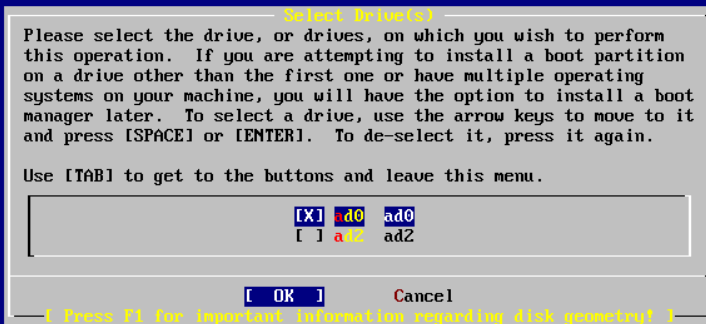 Select Drive(s)
Please select the drive, or drives, on which you wish to perform
this operation.  If you are attempting to install a boot partition
on a drive other than the first one or have multiple operating
systems on your machine, you will have the option to install a boot
manager later.  To select a drive, use the arrow keys to move to it
and press [SPACE] or [ENTER].  To de-select it, press it again.
Use [TAB] to get to the buttons and leave this menu.
[X] ad0 ad0
[ ] ad2 ad2
[ OK ] Cancel
[ Press F1 for important information regarding disk geometry! ]